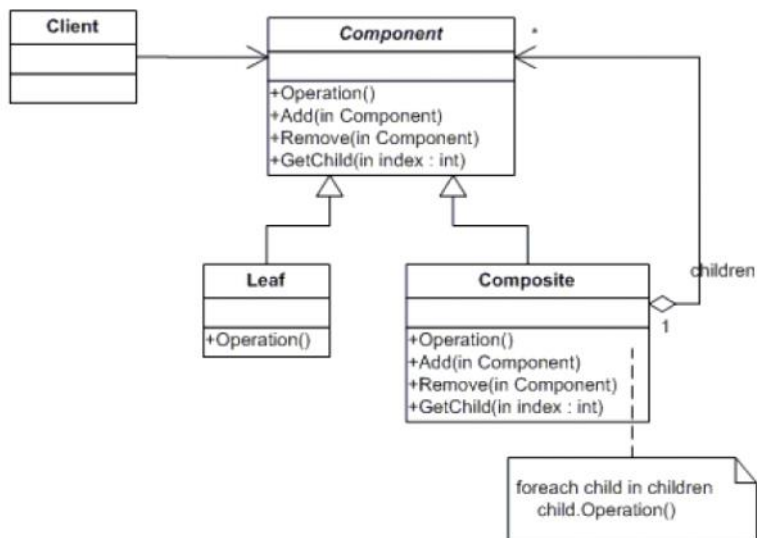 Client
Component
*
+Operation()
+Add(in Component)
+Remove(in Component)
+GetChild(in index : int)
Leaf
+Operation()
Composite
children
1
+Operation()
+Add(in Component)
+Remove(in Component)
+GetChild(in index : int)
foreach child in children
child.Operation()